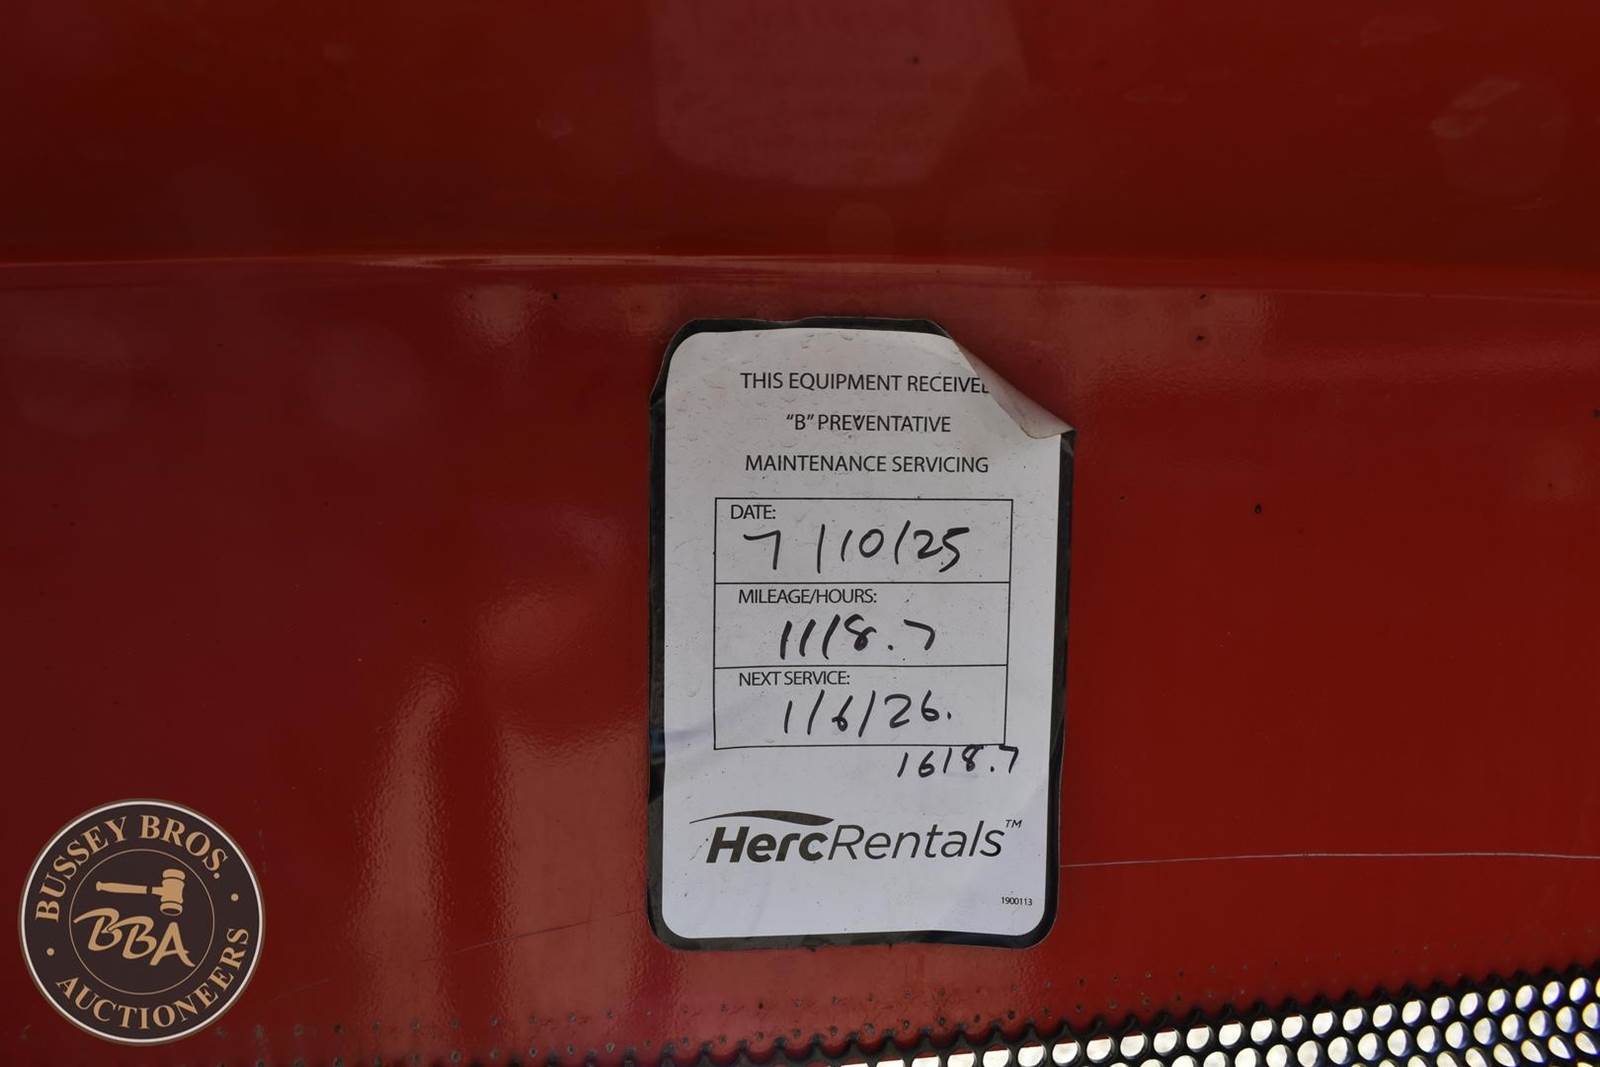 THIS EQUIPMENT RECEIVED
"B" PREVENTATIVE
MAINTENANCE SERVICING
DATE:
7/10/25
MILEAGE/HOURS:
1118.7
NEXT SERVICE:
1/6/26.
1618.7
HercRentals™
1900113
BUSSEY BROS.
BBA
AUCTIONEERS